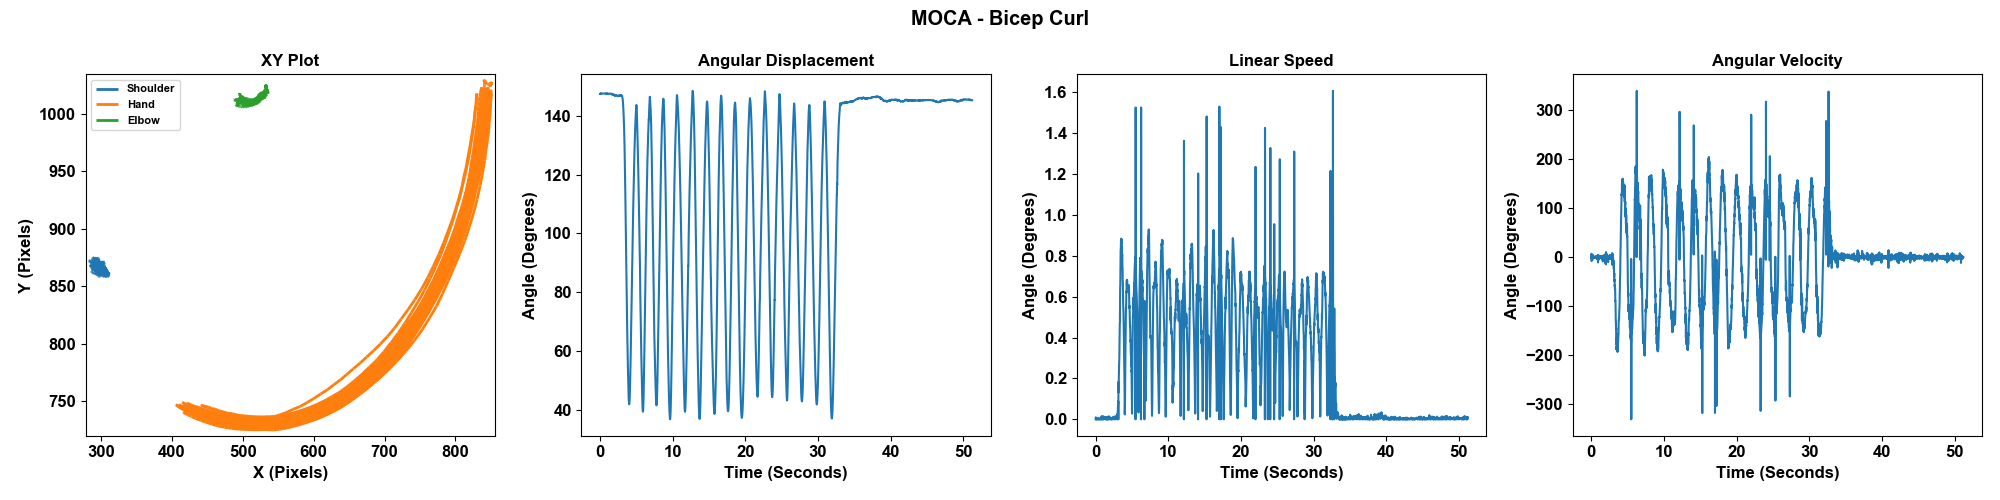 MOCA - Bicep Curl
XY Plot
Shoulder
Hand
Elbow
1000
950
900
850
800
750
Y (Pixels)
300 400 500 600 700 800
X (Pixels)
Angular Displacement
140
120
100
80
60
40
Angle (Degrees)
0 10 20 30 40 50
Time (Seconds)
Linear Speed
1.6
1.4
1.2
1.0
0.8
0.6
0.4
0.2
0.0
Angle (Degrees)
0 10 20 30 40 50
Time (Seconds)
Angular Velocity
300
200
100
0
−100
−200
−300
Angle (Degrees)
0 10 20 30 40 50
Time (Seconds)